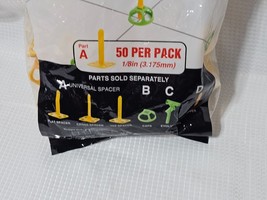 Part
A
50 PER PACK
1/8in (3.175mm)
PARTS SOLD SEPARATELY
A UNIVERSAL SPACER
B
C
D